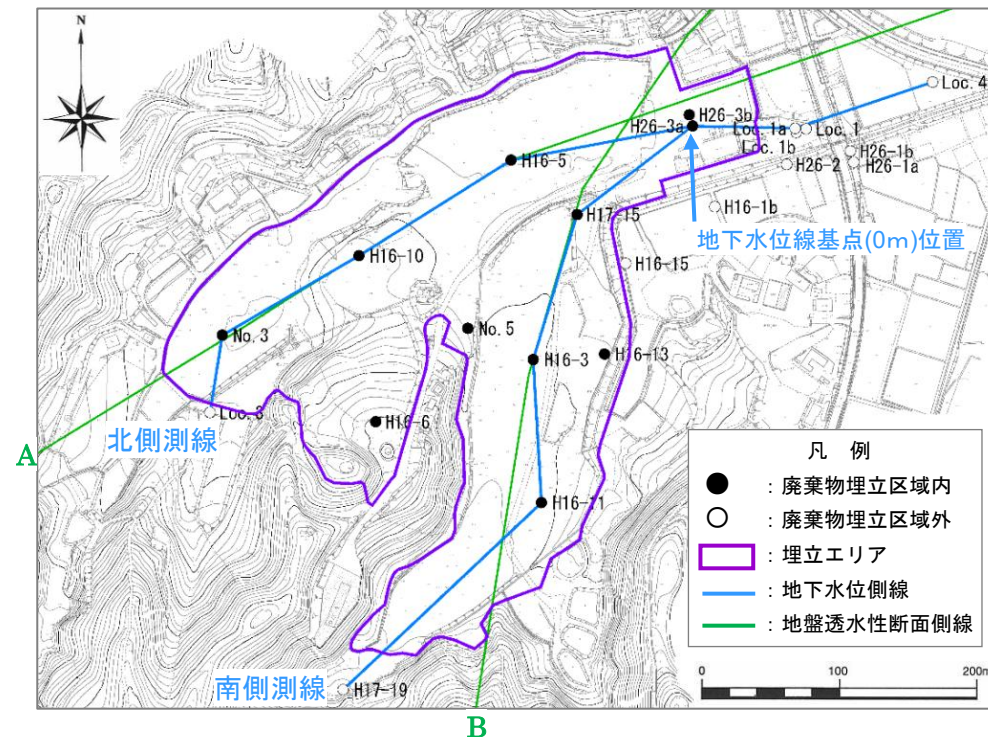 N
Loc. 4
H26-3b
H26-3a
Loc. 1a
Loc. 1
Loc. 1b
H26-1b
H26-2
H26-1a
H16-5
H16-1b
H17-15
地下水位線基点(0m)位置
H16-10
H16-15
No. 3
No. 5
H16-3
H16-13
Loc. 3
H16-6
北側測線
A
H16-11
凡 例
：廃棄物埋立区域内
：廃棄物埋立区域外
：埋立エリア
：地下水位側線
：地盤透水性断面側線
0 100 200m
南側測線
H17-19
B